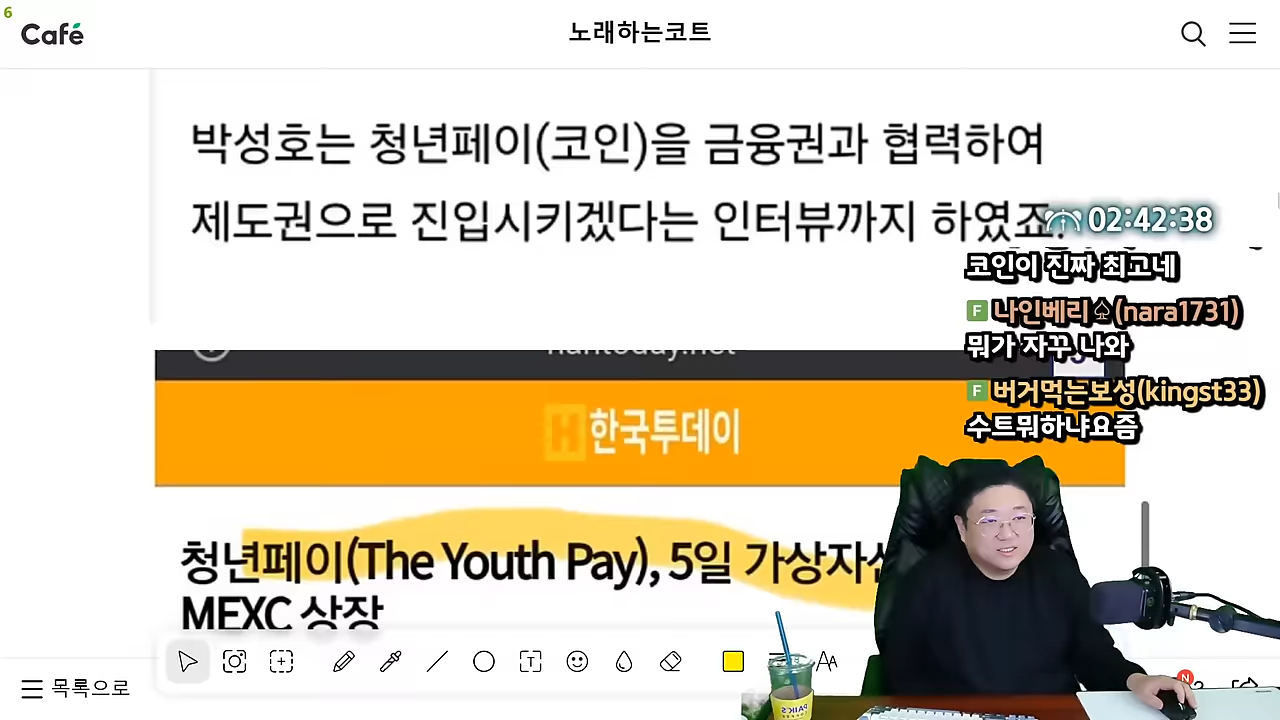 6
Café
노래하는코트
박성호는 청년페이(코인)을 금융권과 협력하여
제도권으로 진입시키겠다는 인터뷰까지 하였죠.
02:42:38
코인이 진짜 최고네
F 나인베리♤(nara1731)
뭐가 자꾸 나와
F 버거먹는보성(kingst33)
수트뭐하냐요즘
hantoday.net
H 한국투데이
청년페이(The Youth Pay), 5일 가상자산
MEXC 상장
T
AA
목록으로
N
PAIK'S